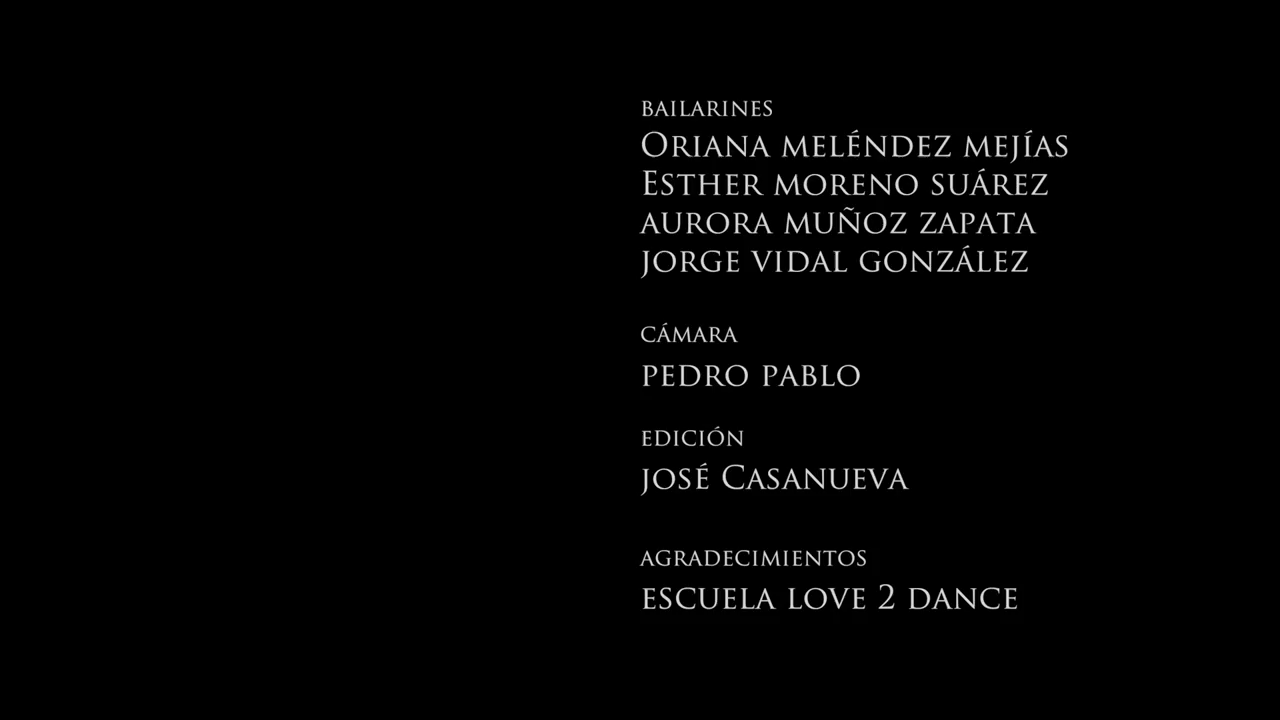 BAILARINES
ORIANA MELÉNDEZ MEJÍAS
ESTHER MORENO SUÁREZ
AURORA MUÑOZ ZAPATA
JORGE VIDAL GONZÁLEZ
CÁMARA
PEDRO PABLO
EDICIÓN
JOSÉ CASANUEVA
AGRADECIMIENTOS
ESCUELA LOVE 2 DANCE